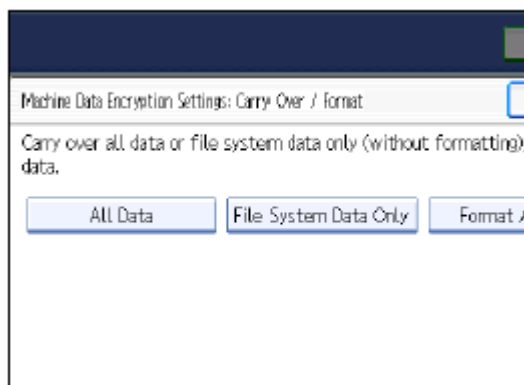 Machine Data Encryption Settings: Carry Over / Format
Carry over all data or file system data only (without formatting)
data.
All Data File System Data Only Format